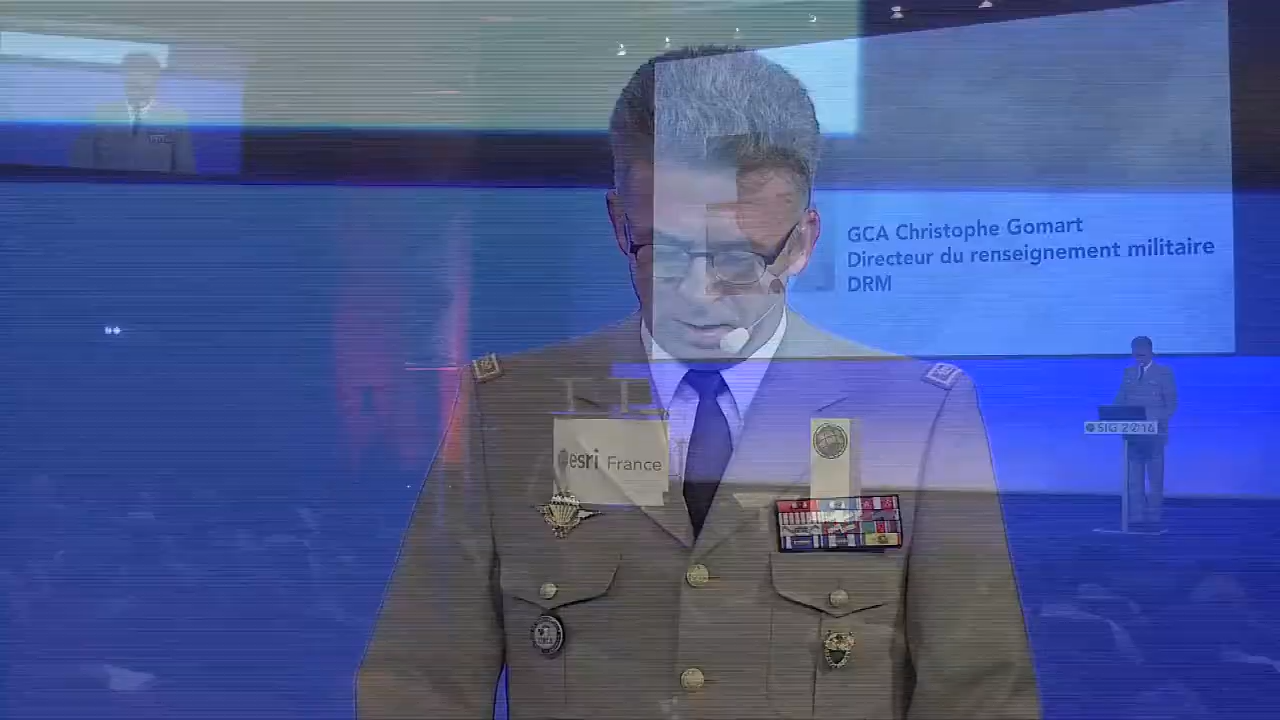 GCA Christophe Gomart
Directeur du renseignement militaire
DRM
SIG 2016
esri France